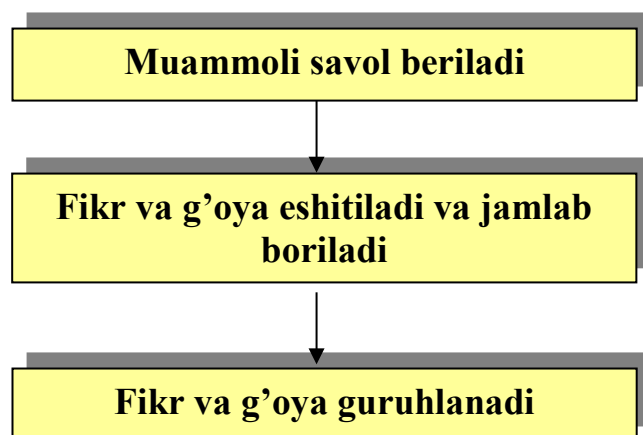 Muammoli savol beriladi
Fikr va g’oya eshitiladi va jamlab
boriladi
Fikr va g’oya guruhlanadi